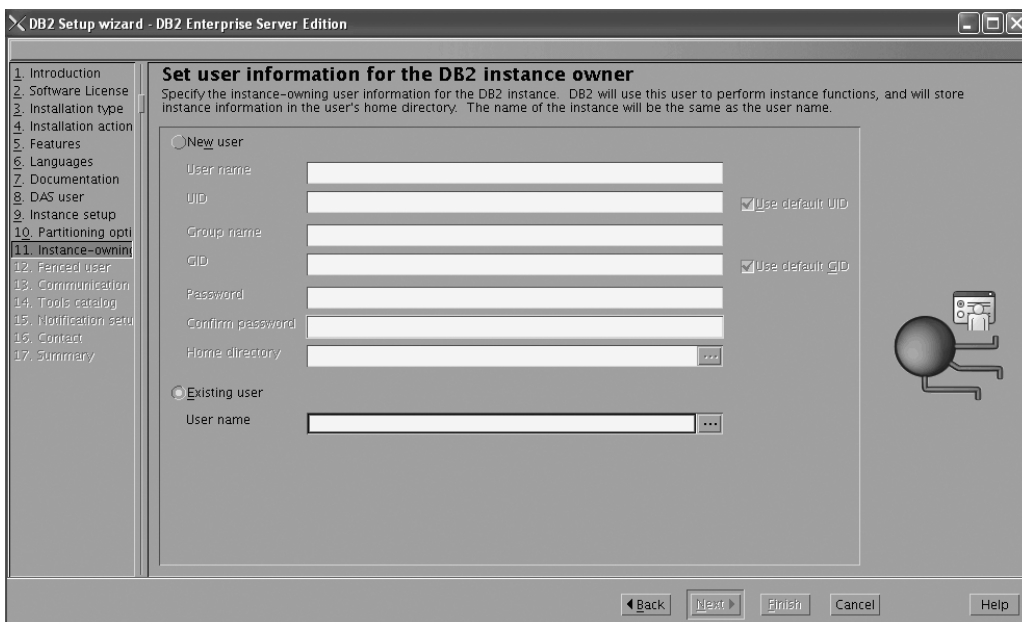 DB2 Setup wizard - DB2 Enterprise Server Edition
1. Introduction
2. Software License
3. Installation type
4. Installation action
5. Features
6. Languages
7. Documentation
8. DAS user
9. Instance setup
10. Partitioning opti
11. Instance-owning
12. Fenced user
13. Communication
14. Tools catalog
15. Notification setu
16. Contact
17. Summary
Set user information for the DB2 instance owner
Specify the instance-owning user information for the DB2 instance. DB2 will use this user to perform instance functions, and will store
instance information in the user's home directory. The name of the instance will be the same as the user name.
New user
User name
UID
Use default UID
Group name
GID
Use default GID
Password
Confirm password
Home directory
...
Existing user
User name
...
Back
Next
Finish
Cancel
Help